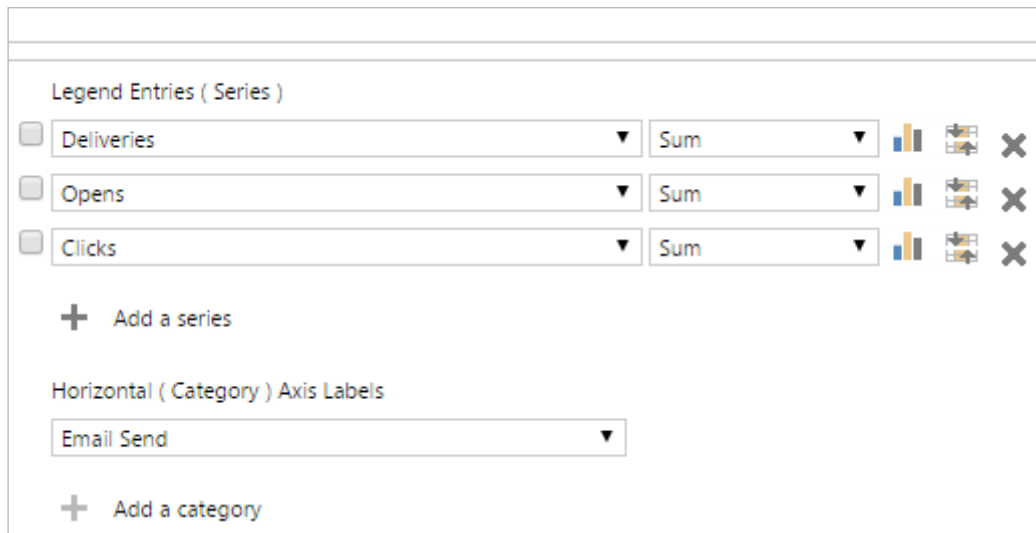 Legend Entries ( Series )
Deliveries Sum
Opens Sum
Clicks Sum
Add a series
Horizontal ( Category ) Axis Labels
Email Send
Add a category